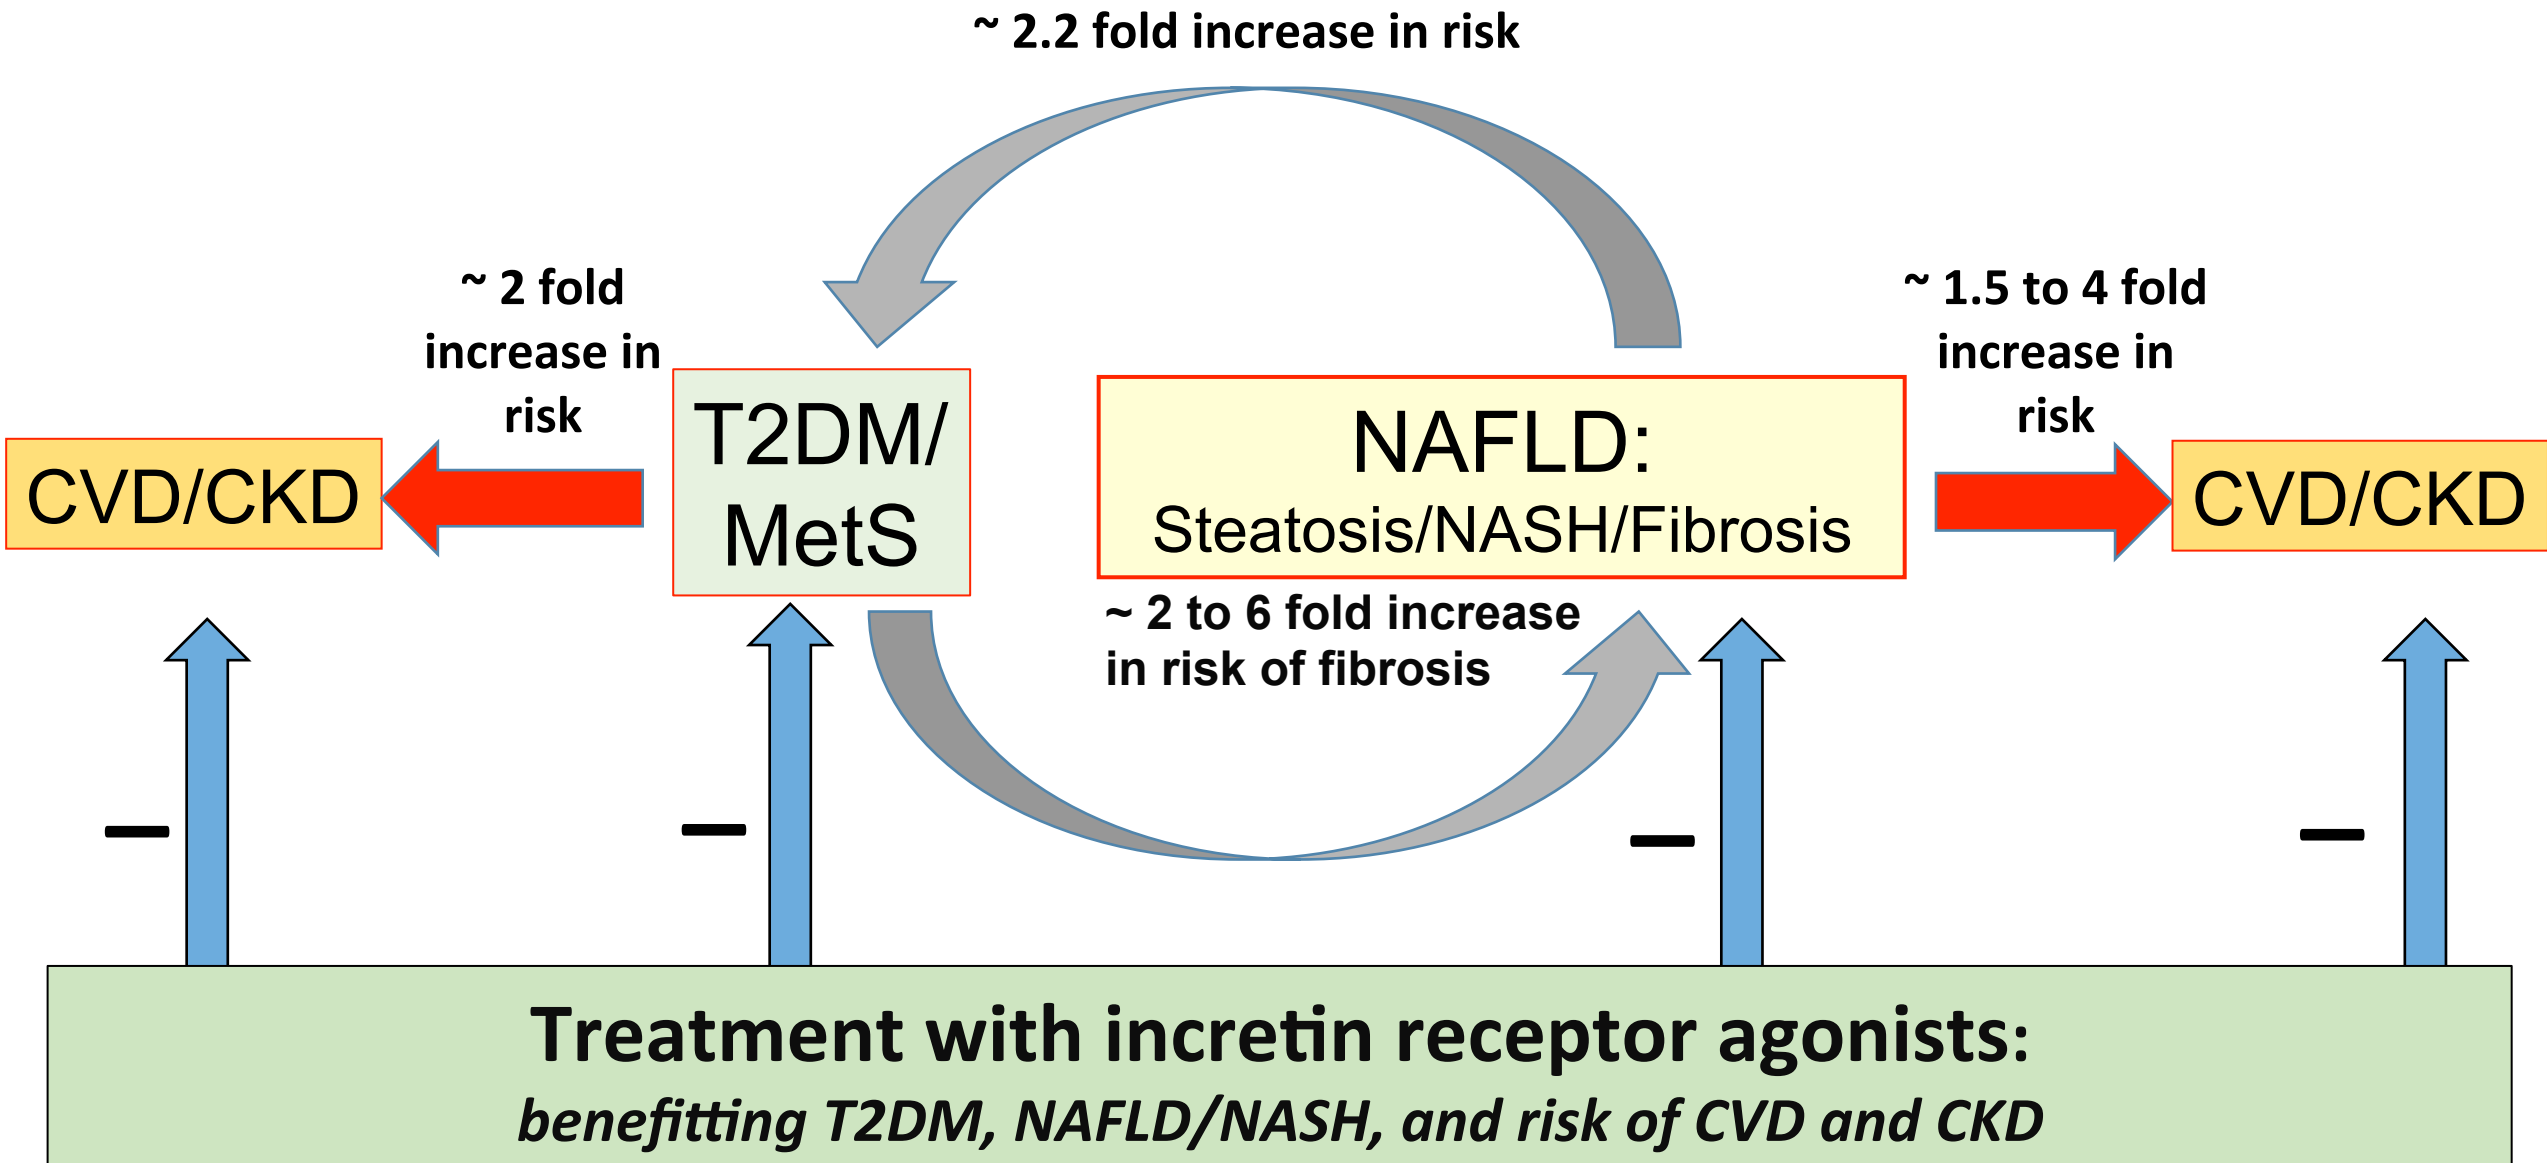 ~ 2.2 fold increase in risk
~ 2 fold
increase in
risk
~ 1.5 to 4 fold
increase in
risk
CVD/CKD
T2DM/
MetS
NAFLD:
Steatosis/NASH/Fibrosis
CVD/CKD
~ 2 to 6 fold increase
in risk of fibrosis
–
–
–
–
Treatment with incretin receptor agonists:
benefitting T2DM, NAFLD/NASH, and risk of CVD and CKD